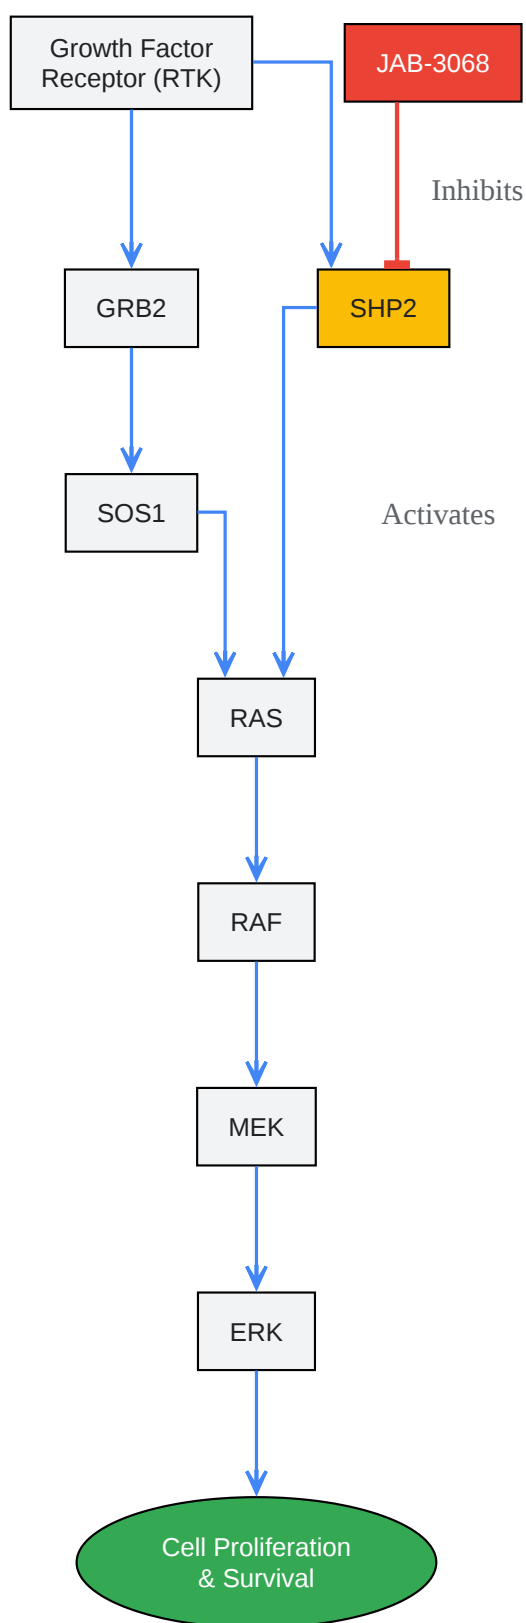 Growth Factor
Receptor (RTK)
JAB-3068
Inhibits
GRB2
SHP2
SOS1
Activates
RAS
RAF
MEK
ERK
Cell Proliferation
& Survival